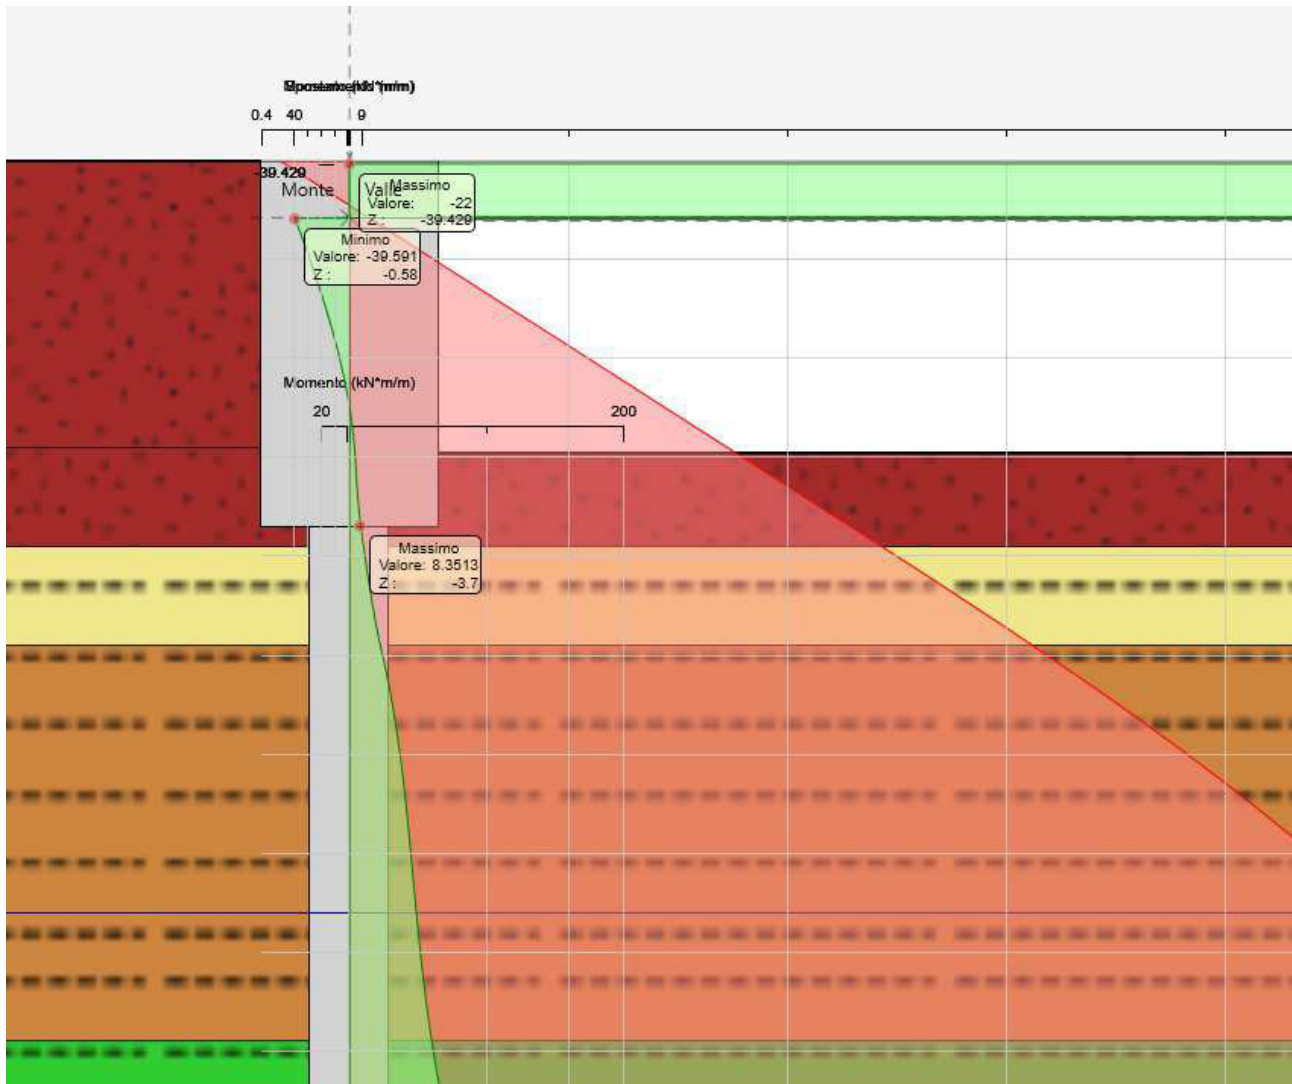 0.4 40 9
-39.429
Monte Valle
Massimo
Valore: -22
Z : -39.429
Minimo
Valore: -39.591
Z : -0.58
Momento (kN*m/m)
20 200
Massimo
Valore: 8.3513
Z : -3.7